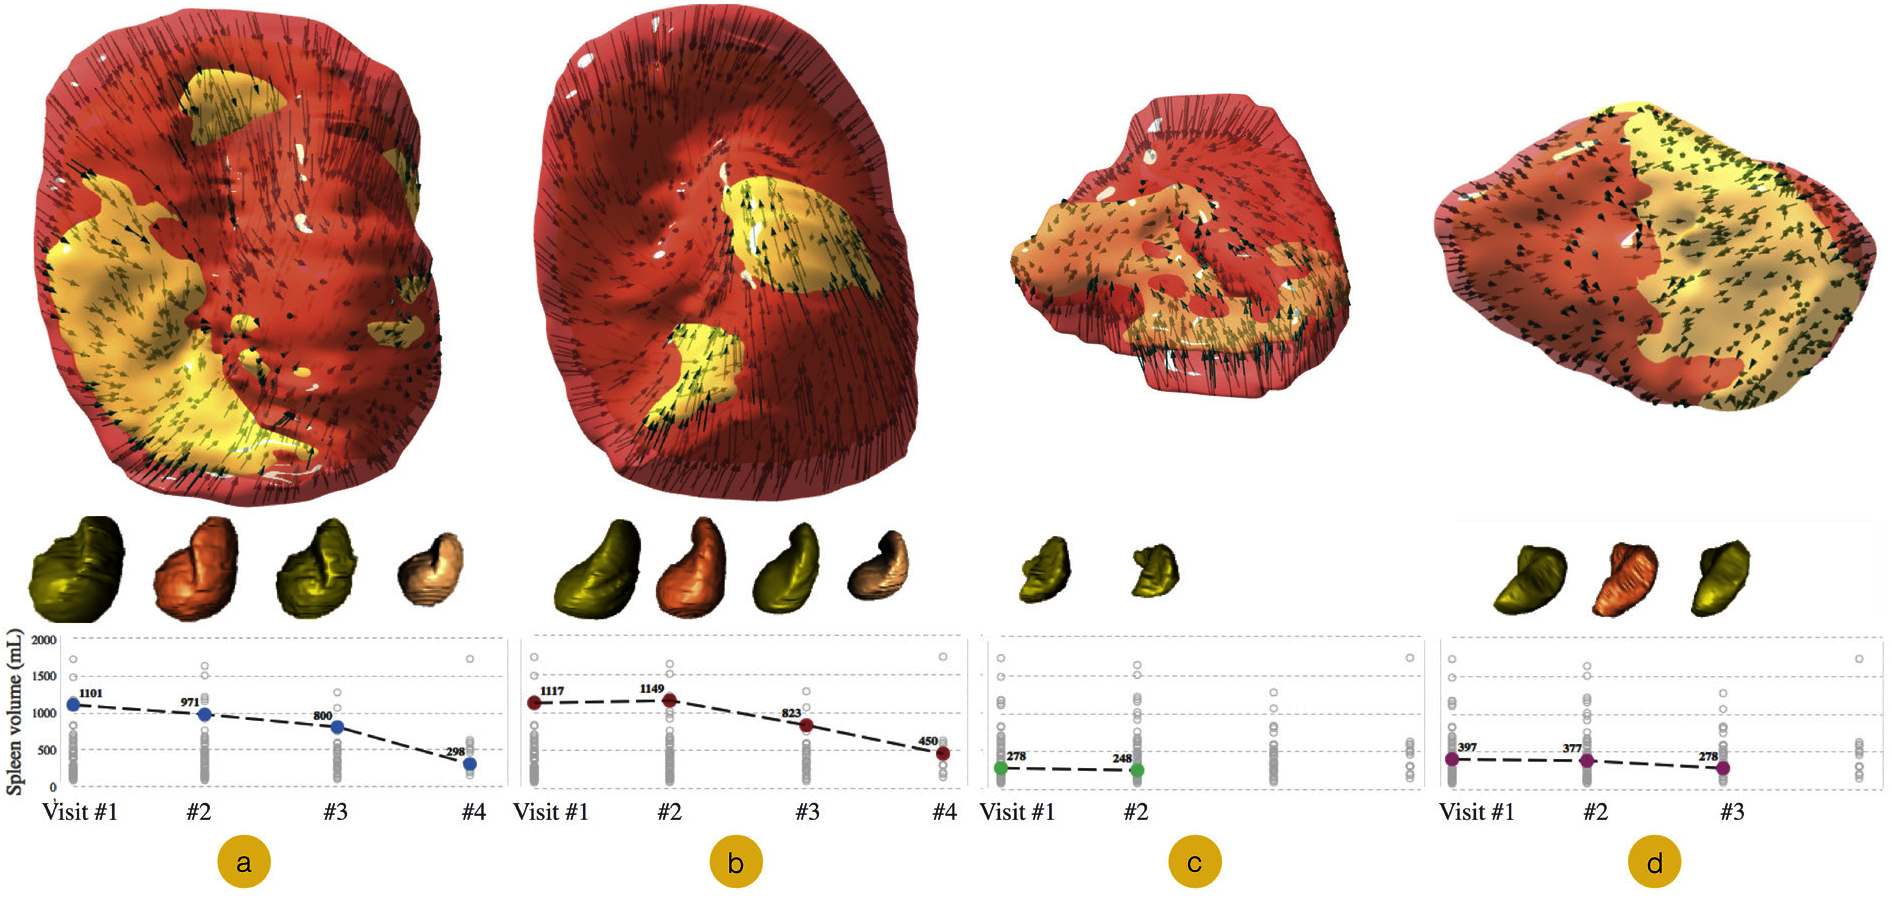 Spleen volume (mL)
2000
1500
1000
500
0
1101
971
800
298
1117
1149
823
450
278
248
397
377
278
Visit #1 #2 #3 #4
Visit #1 #2 #3 #4
Visit #1 #2
Visit #1 #2 #3
a
b
c
d